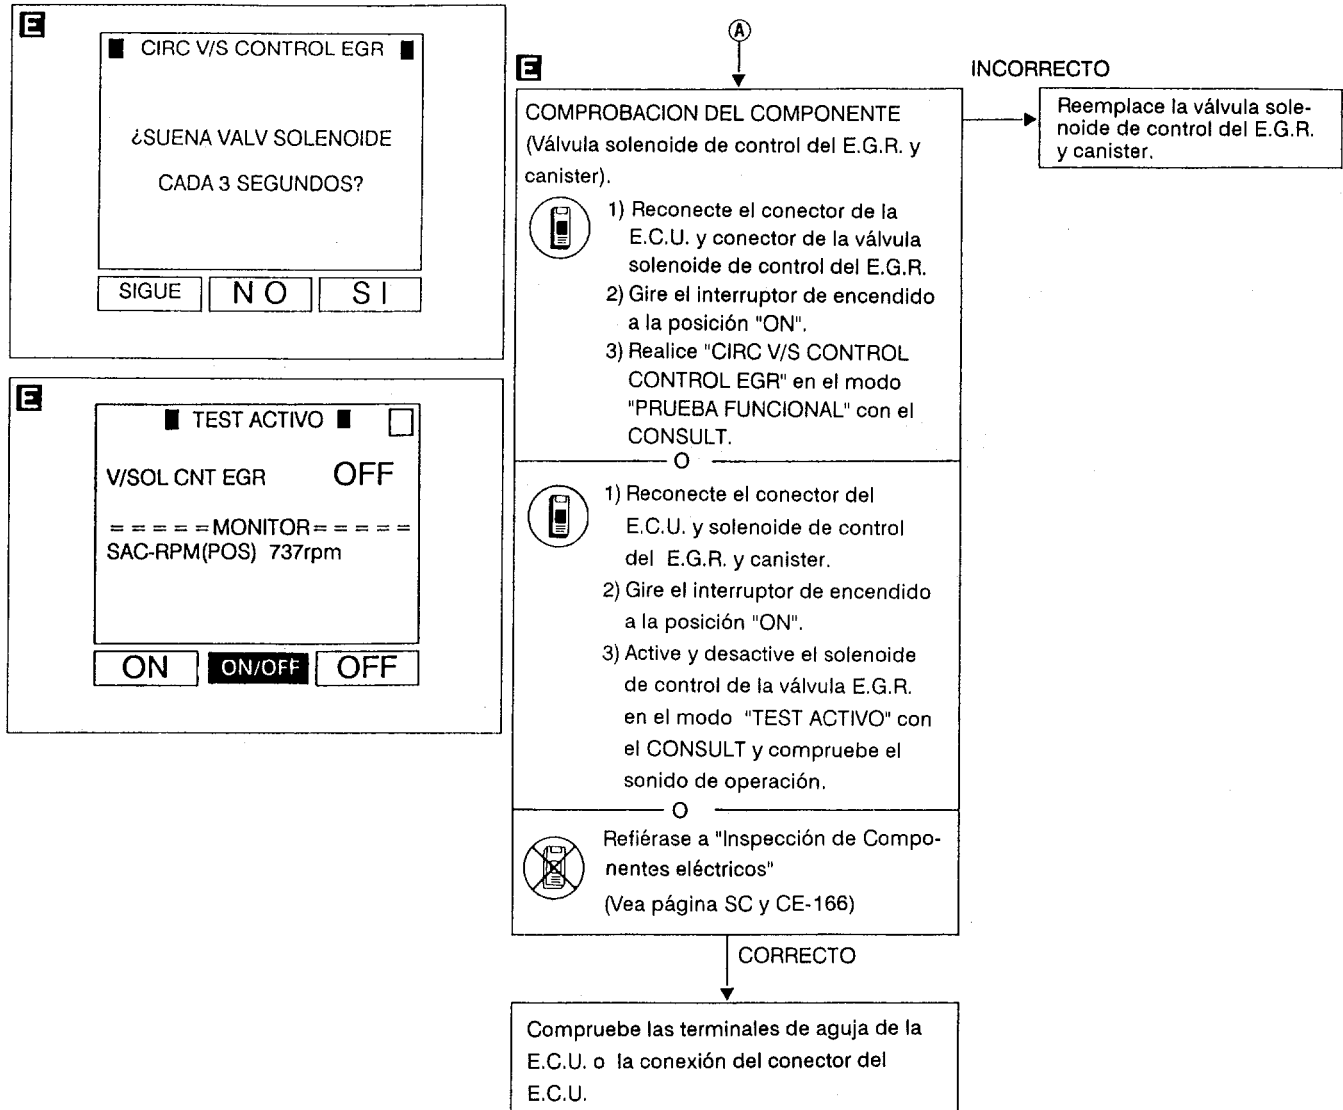 E
CIRC V/S CONTROL EGR
¿SUENA VALV SOLENOIDE
CADA 3 SEGUNDOS?
SIGUE
N O
S I
E
TEST ACTIVO
V/SOL CNT EGR OFF
= = = = = MONITOR = = = = =
SAC-RPM(POS) 737rpm
ON
ON/OFF
OFF
A
E
COMPROBACION DEL COMPONENTE
(Válvula solenoide de control del E.G.R. y
canister).
1) Reconecte el conector de la
E.C.U. y conector de la válvula
solenoide de control del E.G.R.
2) Gire el interruptor de encendido
a la posición "ON".
3) Realice "CIRC V/S CONTROL
CONTROL EGR" en el modo
"PRUEBA FUNCIONAL" con el
CONSULT.
O
1) Reconecte el conector del
E.C.U. y solenoide de control
del E.G.R. y canister.
2) Gire el interruptor de encendido
a la posición "ON".
3) Active y desactive el solenoide
de control de la válvula E.G.R.
en el modo "TEST ACTIVO" con
el CONSULT y compruebe el
sonido de operación.
O
Refiérase a "Inspección de Compo-
nentes eléctricos"
(Vea página SC y CE-166)
INCORRECTO
Reemplace la válvula sole-
noide de control del E.G.R.
y canister.
CORRECTO
Compruebe las terminales de aguja de la
E.C.U. o la conexión del conector del
E.C.U.